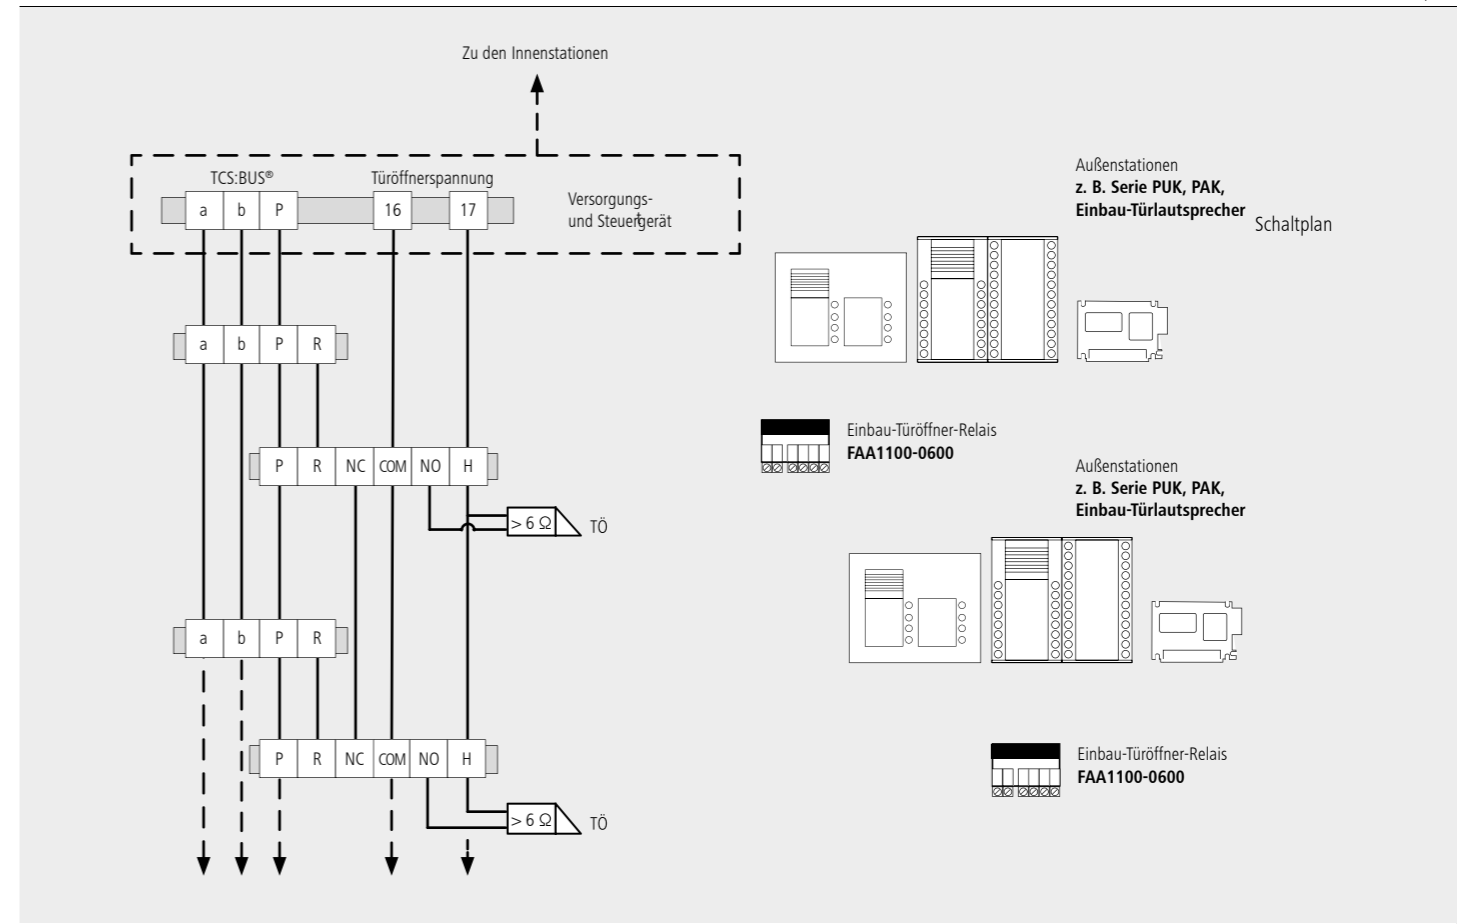 Zu den Innenstationen
TCS:BUS®
Türöffnerspannung
a b P 16 17
Versorgungs-
und Steuergerät
Außenstationen
z. B. Serie PUK, PAK,
Einbau-Türlautsprecher
Schaltplan
a b P R
Einbau-Türöffner-Relais
FAA1100-0600
P R NC COM NO H
Außenstationen
z. B. Serie PUK, PAK,
Einbau-Türlautsprecher
> 6 Ω TÖ
a b P R
P R NC COM NO H
Einbau-Türöffner-Relais
FAA1100-0600
> 6 Ω TÖ